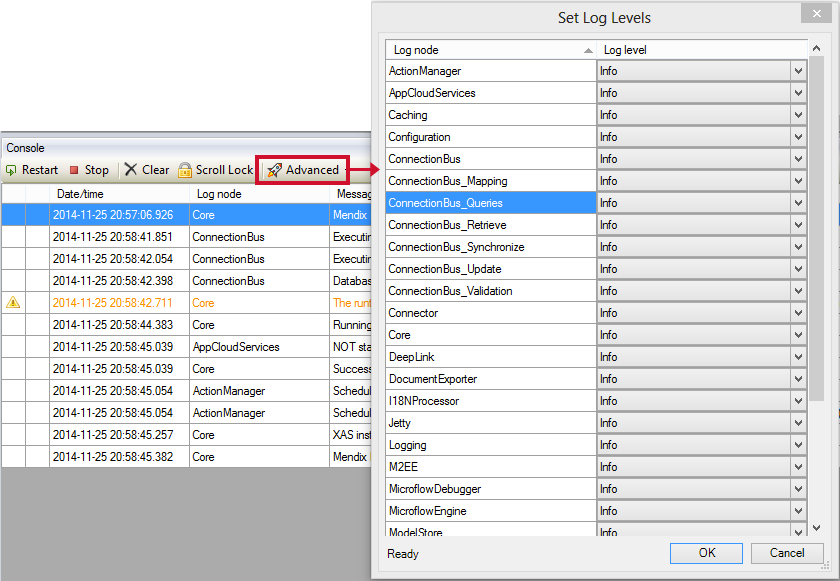 Console
Restart Stop Clear Scroll Lock Advanced
Date/time Log node Messag
2014-11-25 20:57:06.926 Core Mendix
2014-11-25 20:58:41.851 ConnectionBus Executin
2014-11-25 20:58:42.054 ConnectionBus Executin
2014-11-25 20:58:42.398 ConnectionBus Databas
2014-11-25 20:58:42.711 Core The runt
2014-11-25 20:58:44.383 Core Running
2014-11-25 20:58:45.039 AppCloudServices NOT sta
2014-11-25 20:58:45.039 Core Success
2014-11-25 20:58:45.054 ActionManager Schedul
2014-11-25 20:58:45.054 ActionManager Schedul
2014-11-25 20:58:45.257 Core XAS inst
2014-11-25 20:58:45.382 Core Mendix
Set Log Levels
Log node Log level
ActionManager Info
AppCloudServices Info
Caching Info
Configuration Info
ConnectionBus Info
ConnectionBus_Mapping Info
ConnectionBus_Queries Info
ConnectionBus_Retrieve Info
ConnectionBus_Synchronize Info
ConnectionBus_Update Info
ConnectionBus_Validation Info
Connector Info
Core Info
DeepLink Info
DocumentExporter Info
I18NProcessor Info
Jetty Info
Logging Info
M2EE Info
MicroflowDebugger Info
MicroflowEngine Info
ModelStore Info
Ready OK Cancel